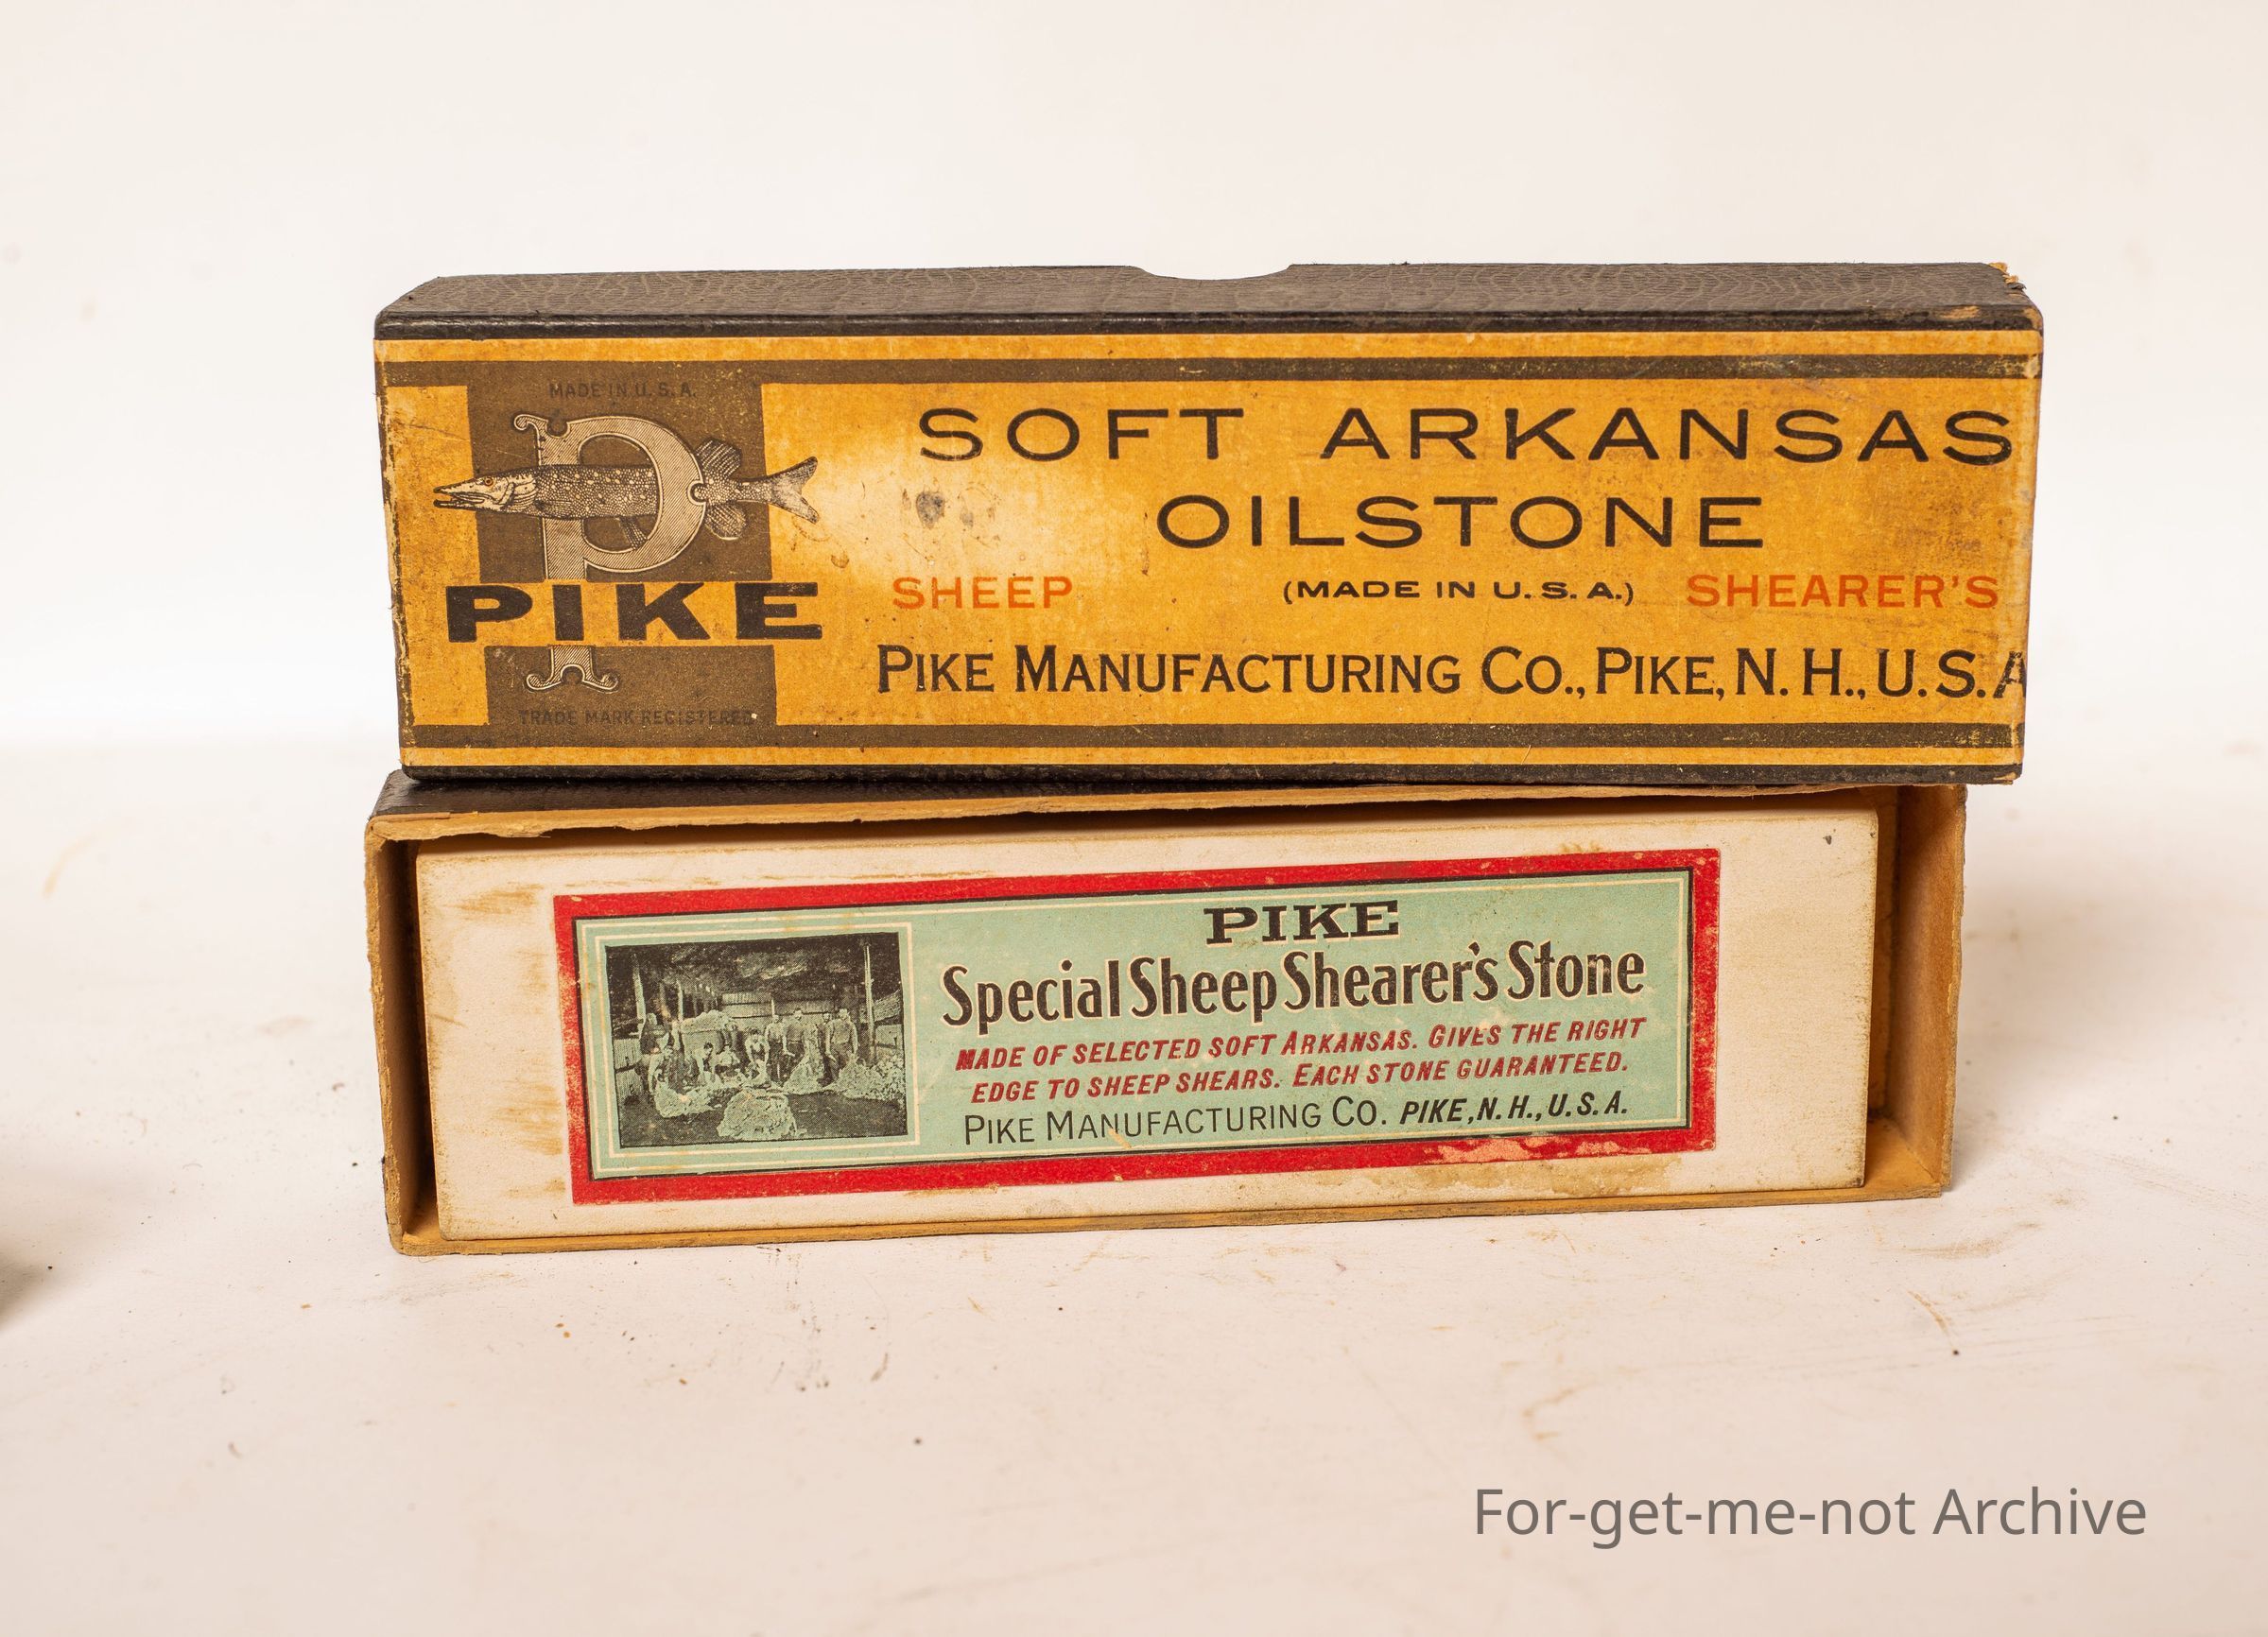 MADE IN U.S.A.
P
PIKE
TRADE MARK REGISTERED
SOFT ARKANSAS
OILSTONE
SHEEP (MADE IN U.S.A.) SHEARER'S
PIKE MANUFACTURING CO., PIKE, N.H., U.S.A
PIKE
Special Sheep Shearer's Stone
MADE OF SELECTED SOFT ARKANSAS. GIVES THE RIGHT
EDGE TO SHEEP SHEARS. EACH STONE GUARANTEED.
PIKE MANUFACTURING CO. PIKE, N.H., U.S.A.
For-get-me-not Archive